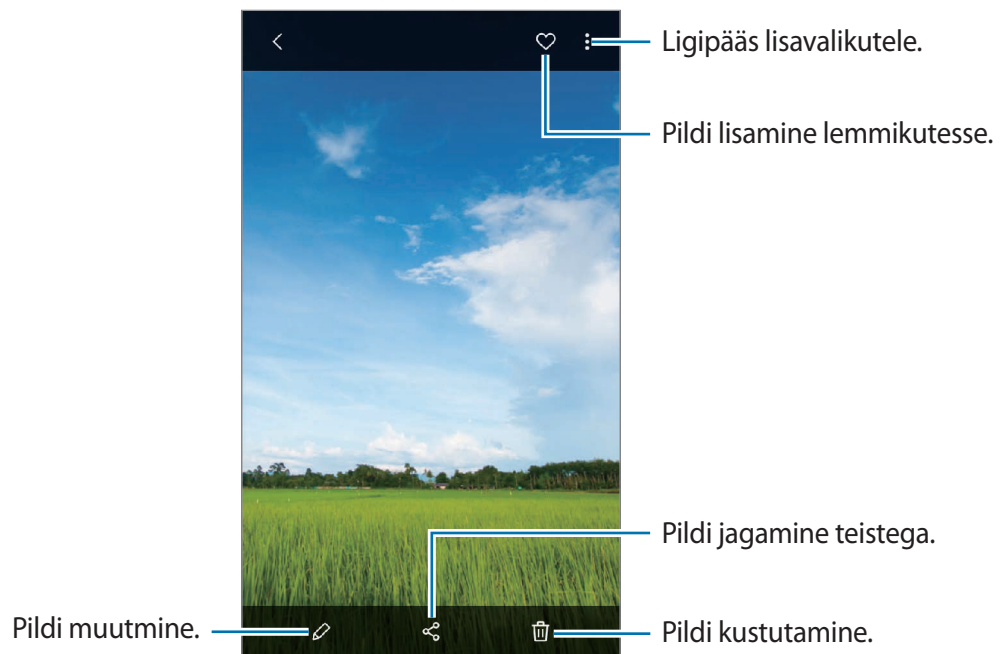 Ligipääs lisavalikutele.
Pildi lisamine lemmikutesse.
Pildi jagamine teistega.
Pildi muutmine.
Pildi kustutamine.